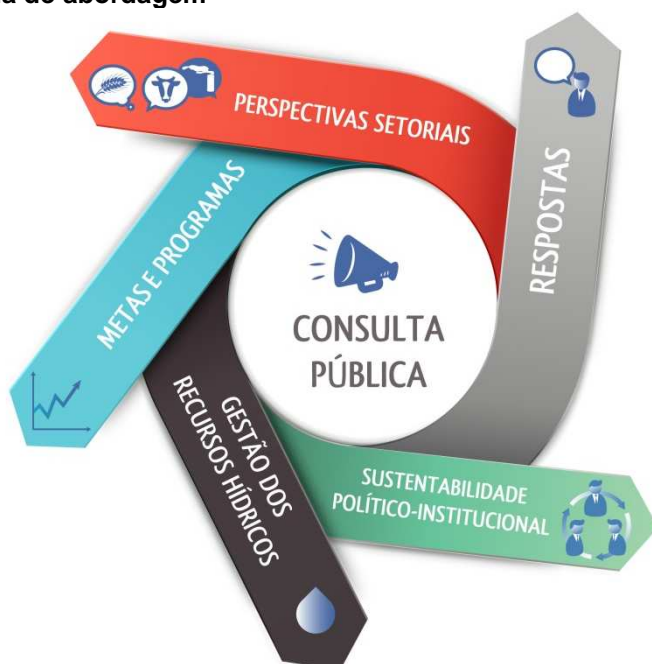 de abordagem
PERSPECTIVAS SETORIAIS
RESPOSTAS
METAS E PROGRAMAS
CONSULTA
PÚBLICA
GESTÃO DOS
RECURSOS HÍDRICOS
SUSTENTABILIDADE
POLÍTICO-INSTITUCIONAL